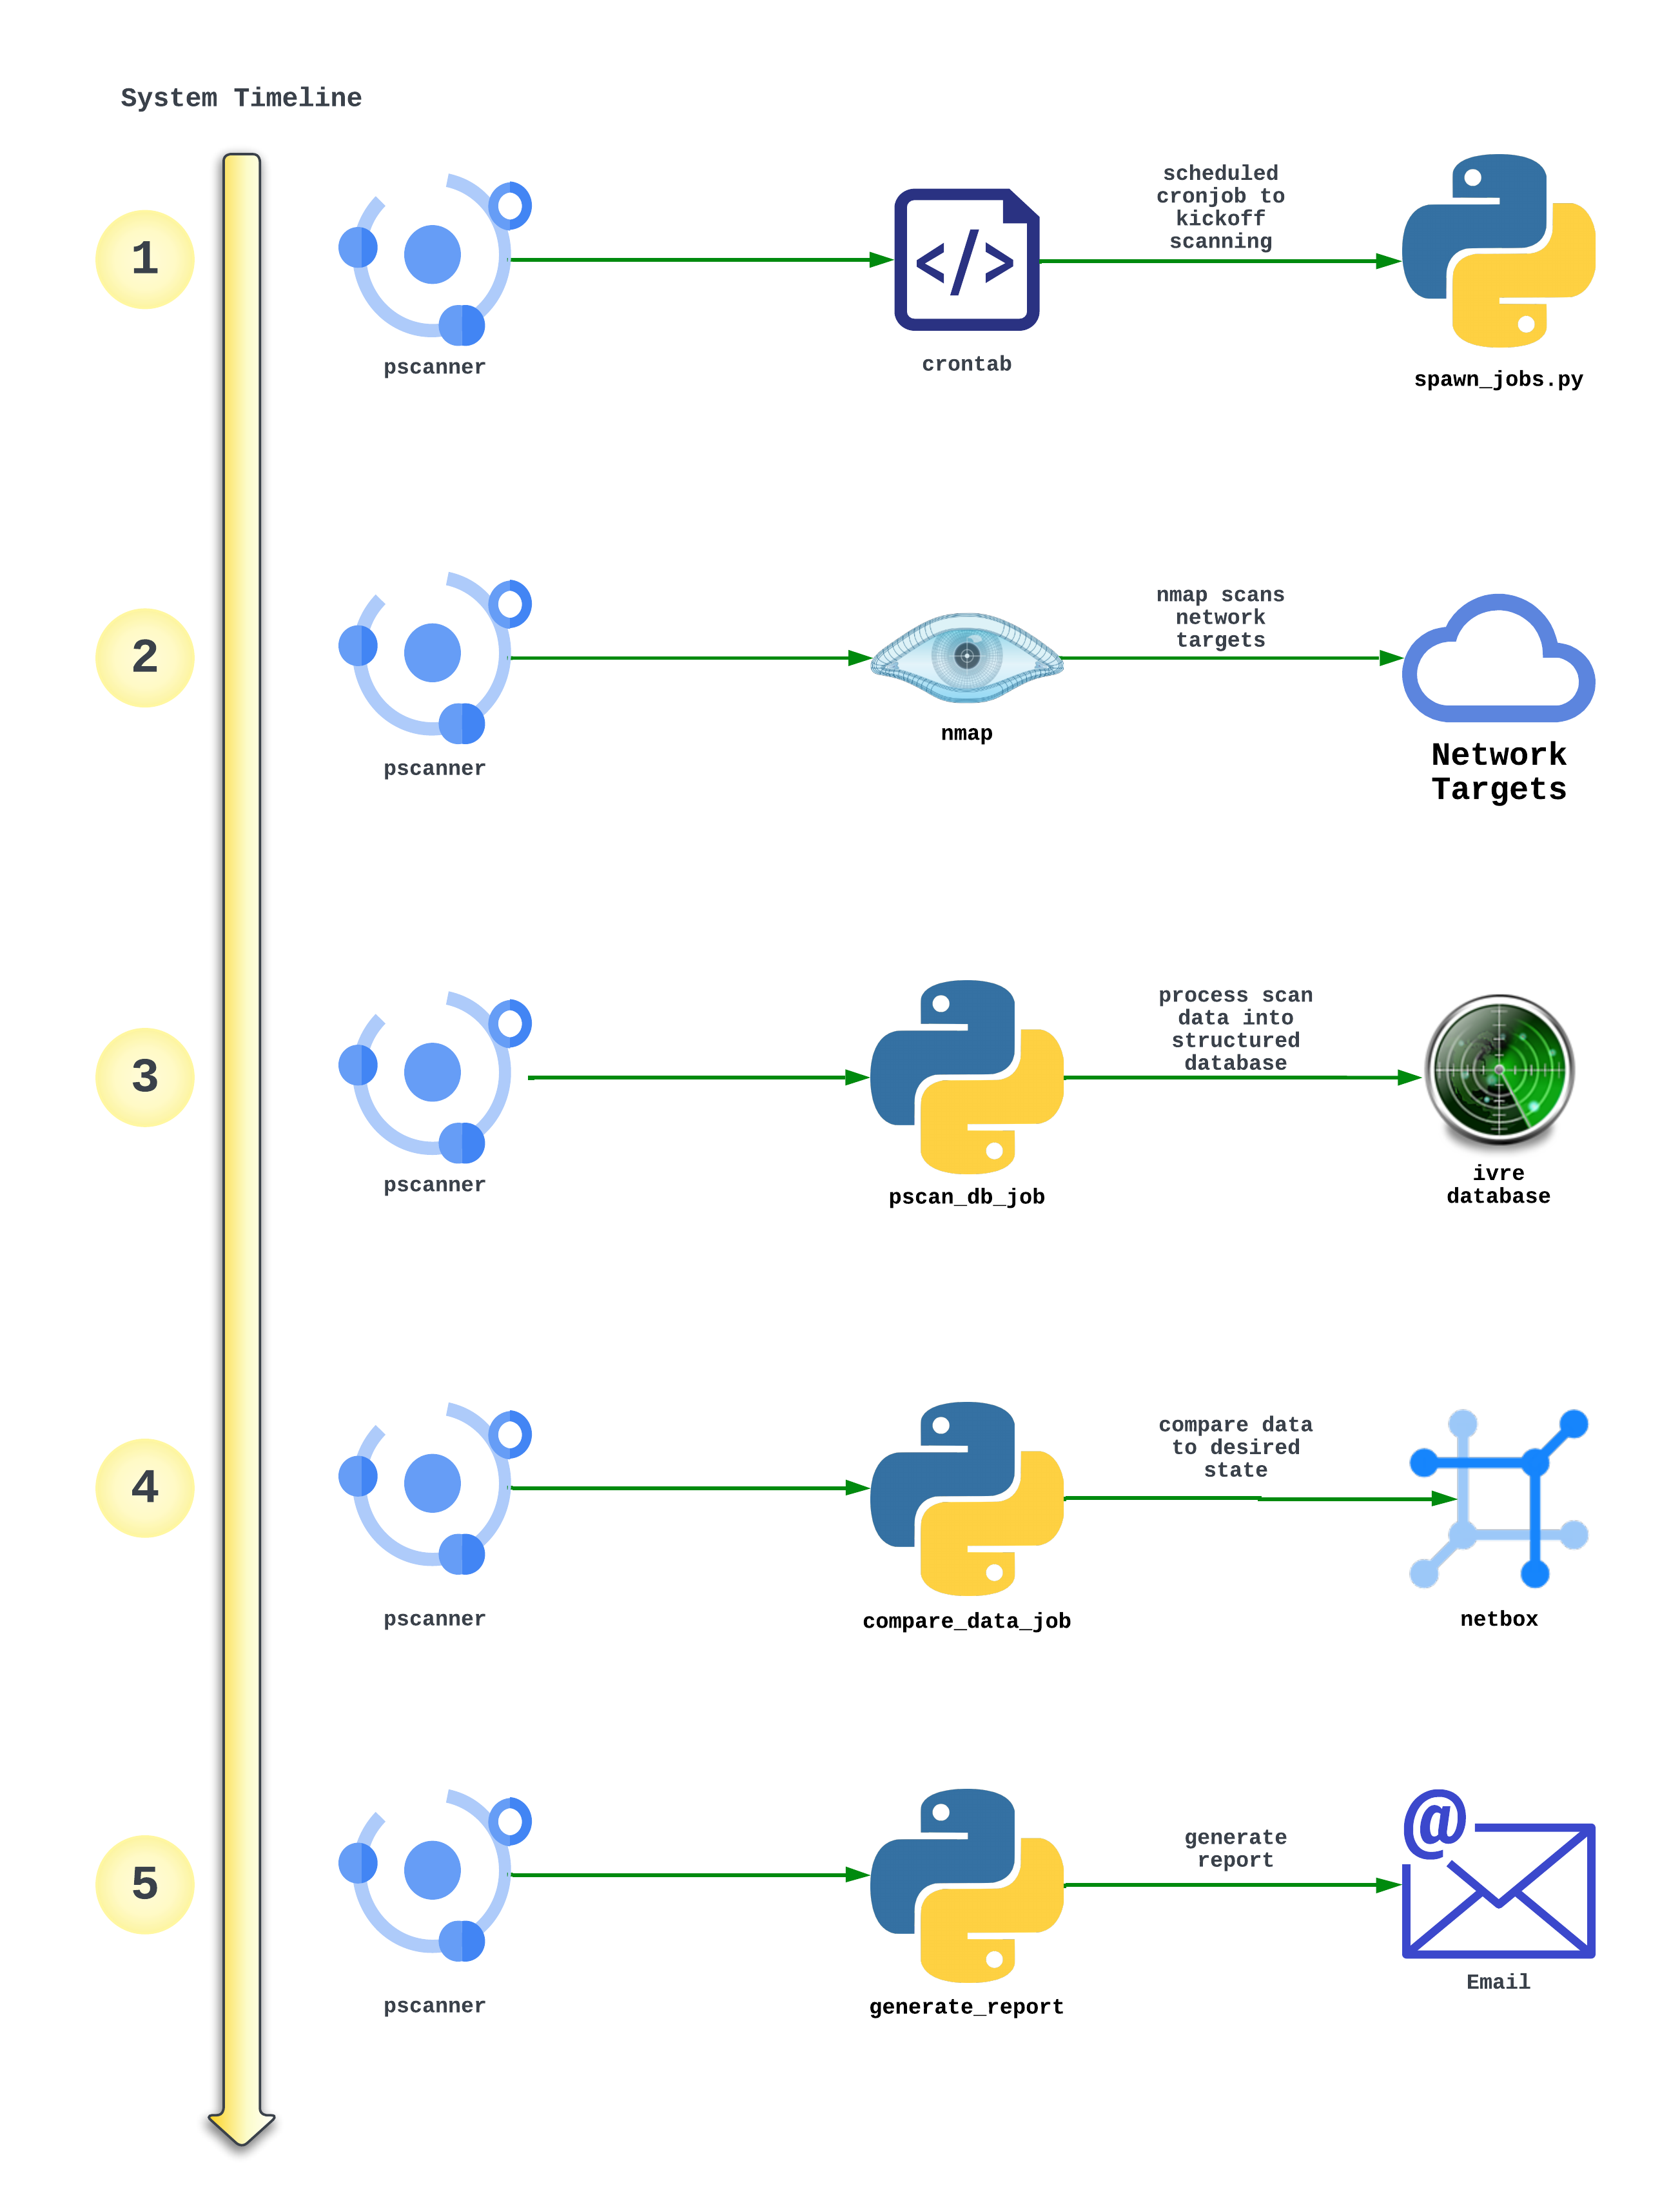 System Timeline
1
pscanner
</>
crontab
scheduled
cronjob to
kickoff
scanning
spawn_jobs.py
2
pscanner
nmap
nmap scans
network
targets
Network
Targets
3
pscanner
pscan_db_job
process scan
data into
structured
database
ivre
database
4
pscanner
compare_data_job
compare data
to desired
state
netbox
5
pscanner
generate_report
generate
report
@
Email